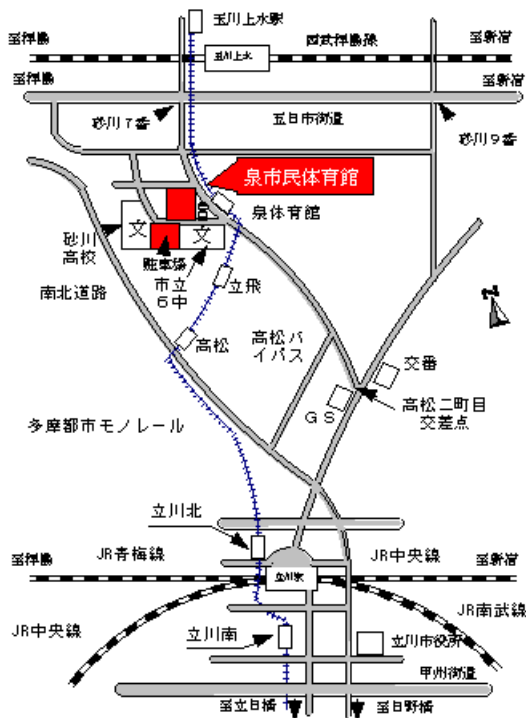 玉川上水駅
至拝島
西武拝島線
至新宿
玉川上水
至拝島
至新宿
砂川7番
五日市街道
砂川9番
泉市民体育館
泉体育館
文
文
砂川
高校
駐車場
市立
6中
立飛
南北道路
高松
高松バ
イパス
交番
GS
高松二町目
交差点
多摩都市モノレール
立川北
至拝島
JR青梅線
JR中央線
至新宿
立川駅
JR南武線
JR中央線
立川南
立川市役所
甲州街道
至立日橋
至日野橋